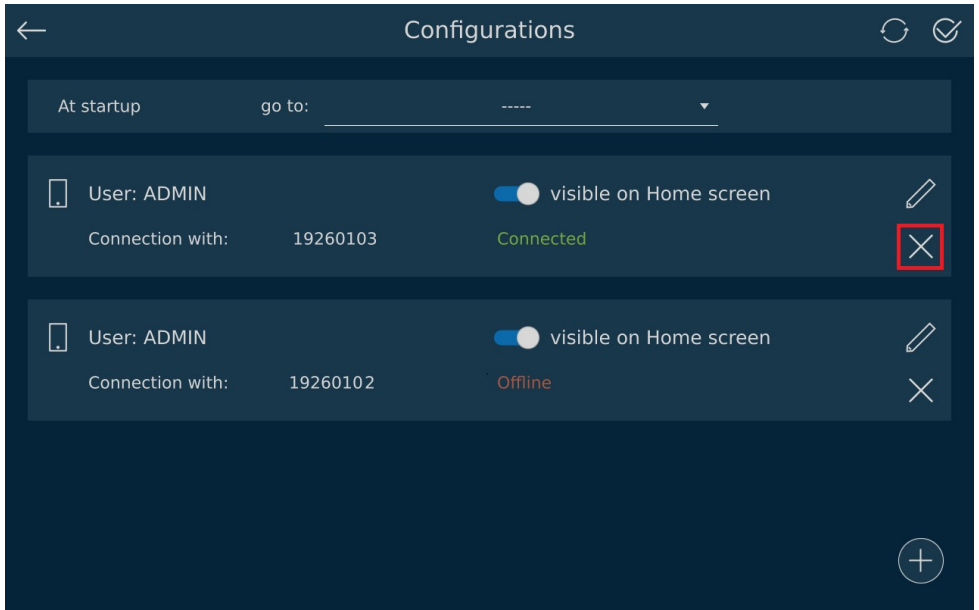 Configurations
At startup go to: -----
User: ADMIN visible on Home screen
Connection with: 19260103 Connected
User: ADMIN visible on Home screen
Connection with: 19260102 Offline